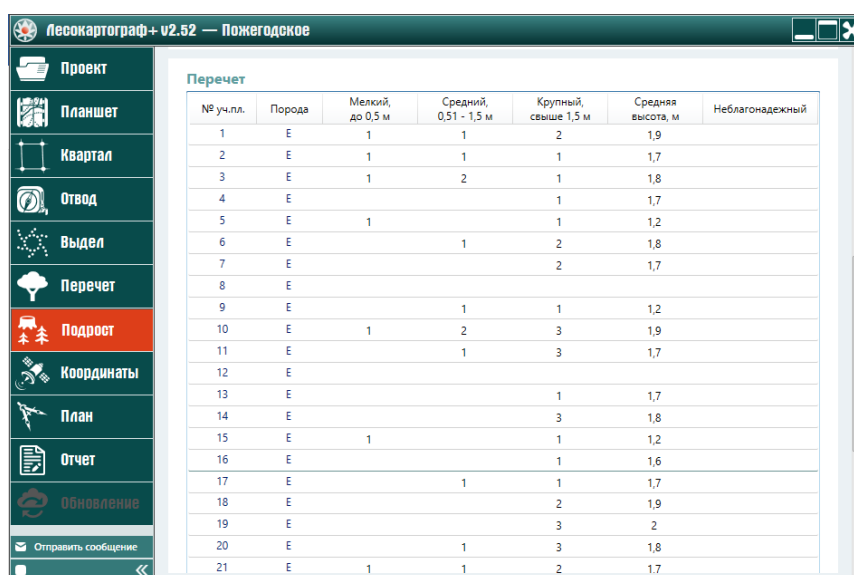 Лесокартограф+ v2.52 — Пожегодское
Проект
Планшет
Квартал
Отвод
Выдел
Перечет
Подрост
Координаты
План
Отчет
Обновление
Отправить сообщение
Перечет
№ уч.пл. Порода Мелкий, до 0,5 м Средний, 0,51 - 1,5 м Крупный, свыше 1,5 м Средняя высота, м Неблагонадежный
1 Е 1 1 2 1,9
2 Е 1 1 1 1,7
3 Е 1 2 1 1,8
4 Е 1 1,7
5 Е 1 1 1,2
6 Е 1 2 1,8
7 Е 2 1,7
8 Е
9 Е 1 1 1,2
10 Е 1 2 3 1,9
11 Е 1 3 1,7
12 Е
13 Е 1 1,7
14 Е 3 1,8
15 Е 1 1 1,2
16 Е 1 1,6
17 Е 1 1 1,7
18 Е 2 1,9
19 Е 3 2
20 Е 1 3 1,8
21 Е 1 1 2 1.7